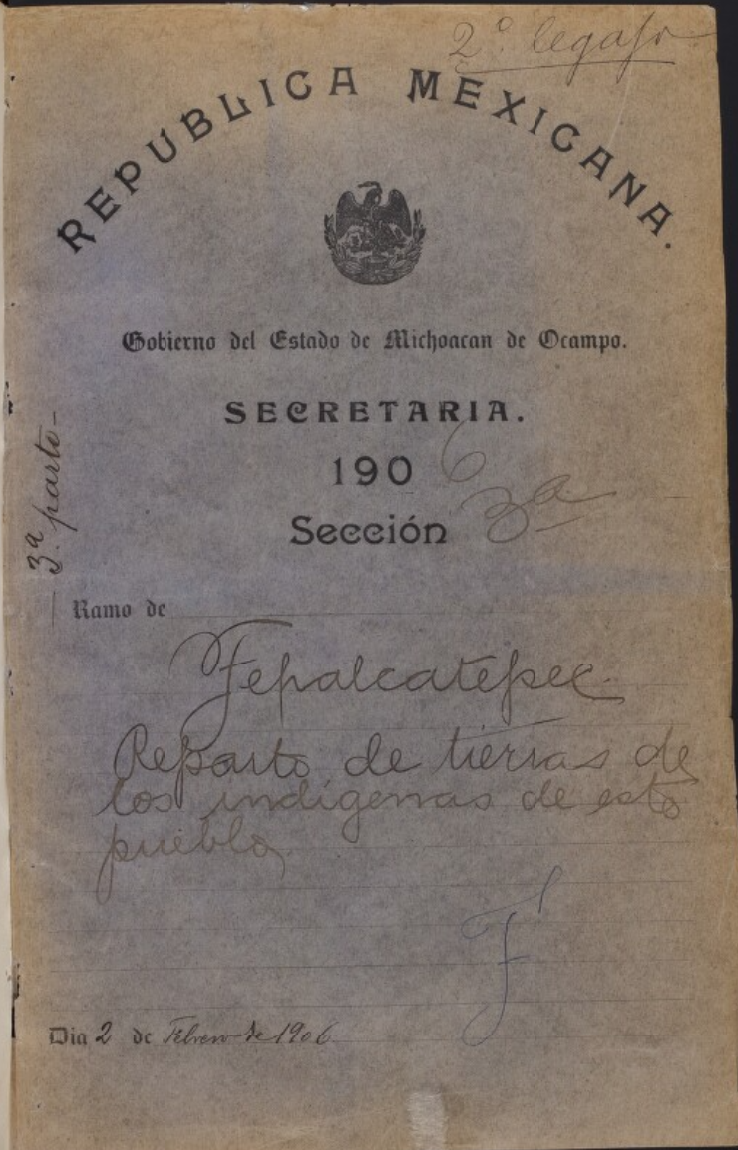 2º legajo
REPUBLICA MEXICANA.
Gobierno del Estado de Michoacan de Ocampo.
SECRETARIA.
1906
Sección 3ª
3ª parte-
Ramo de
Tepalcatepec.
Reparto de tierras de
los indígenas de este
pueblo
Dia 2 de Febrero de 1906